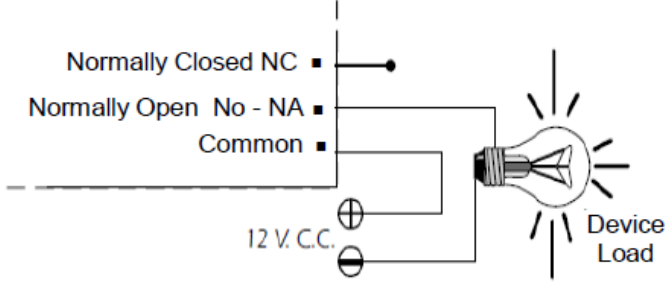 Normally Closed NC
Normally Open No - NA
Common
12 V. C.C.
Device
Load